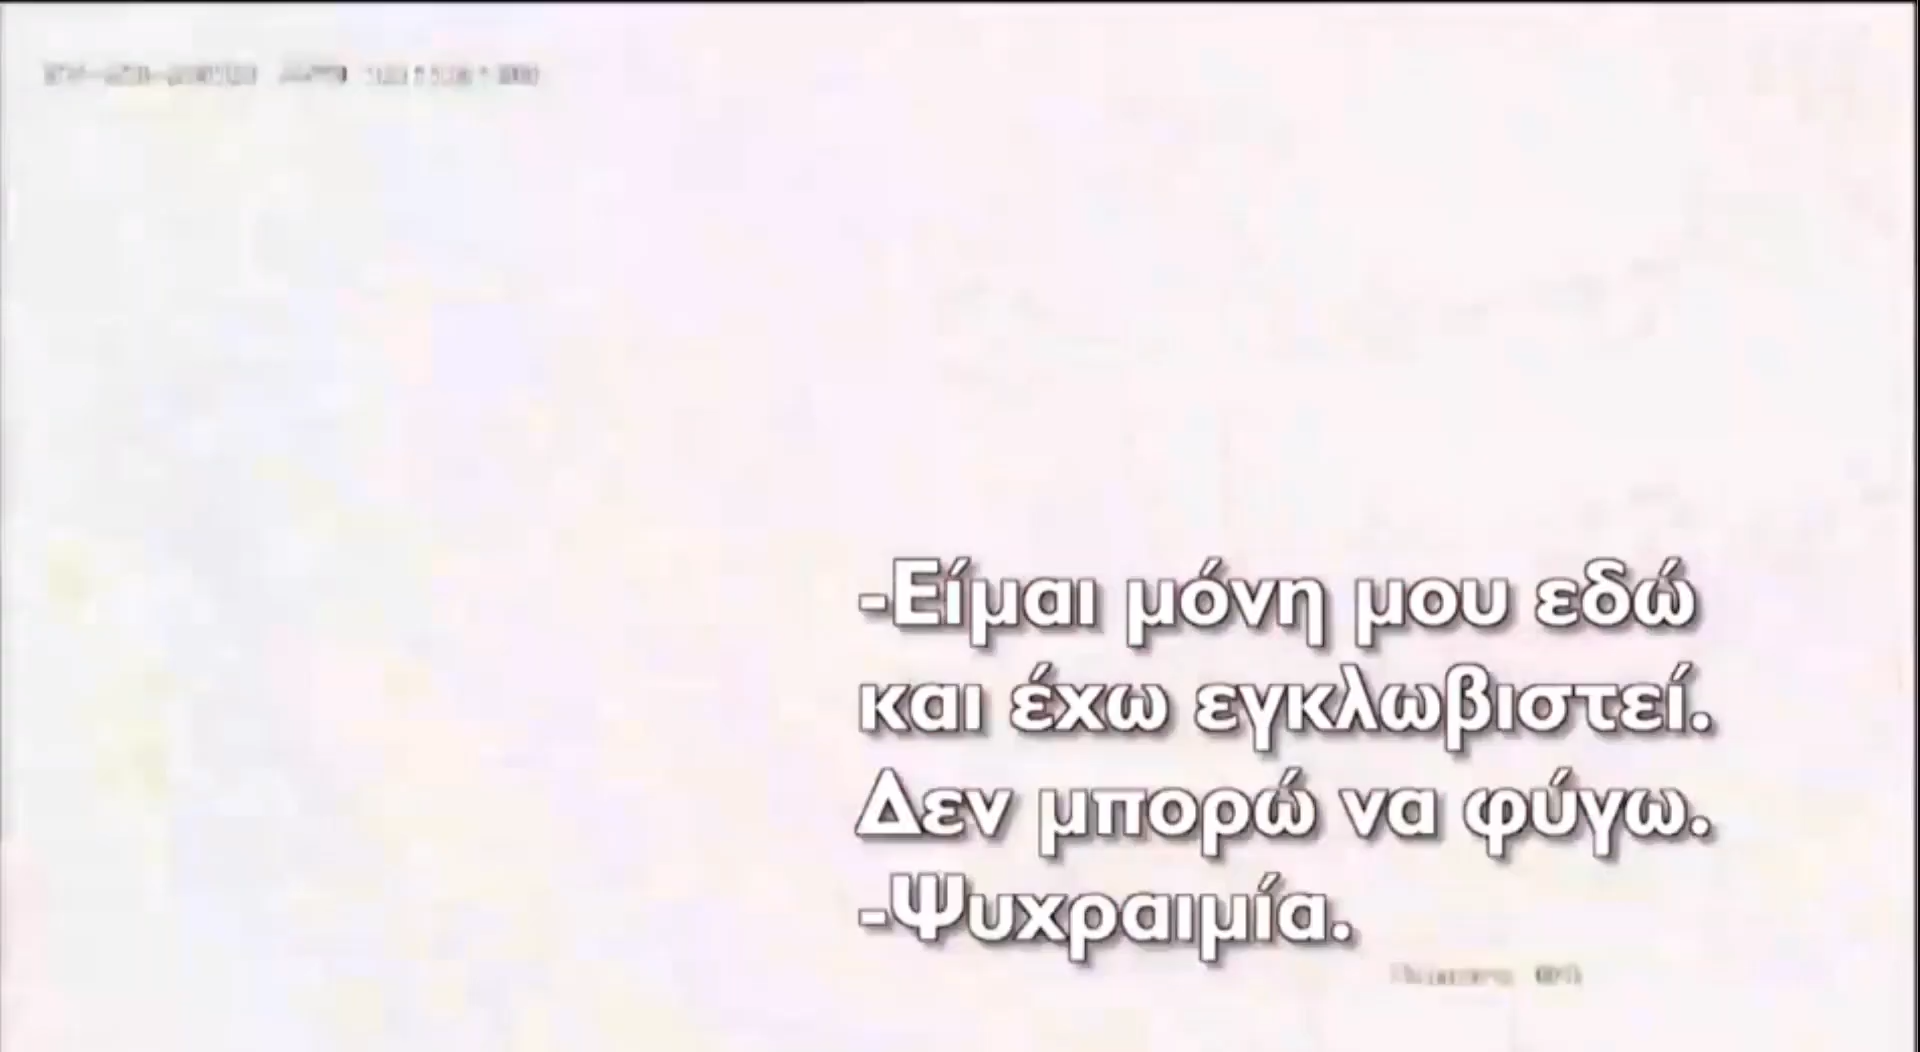 -Είμαι μόνη μου εδώ
και έχω εγκλωβιστεί.
Δεν μπορώ να φύγω.
-Ψυχραιμία.